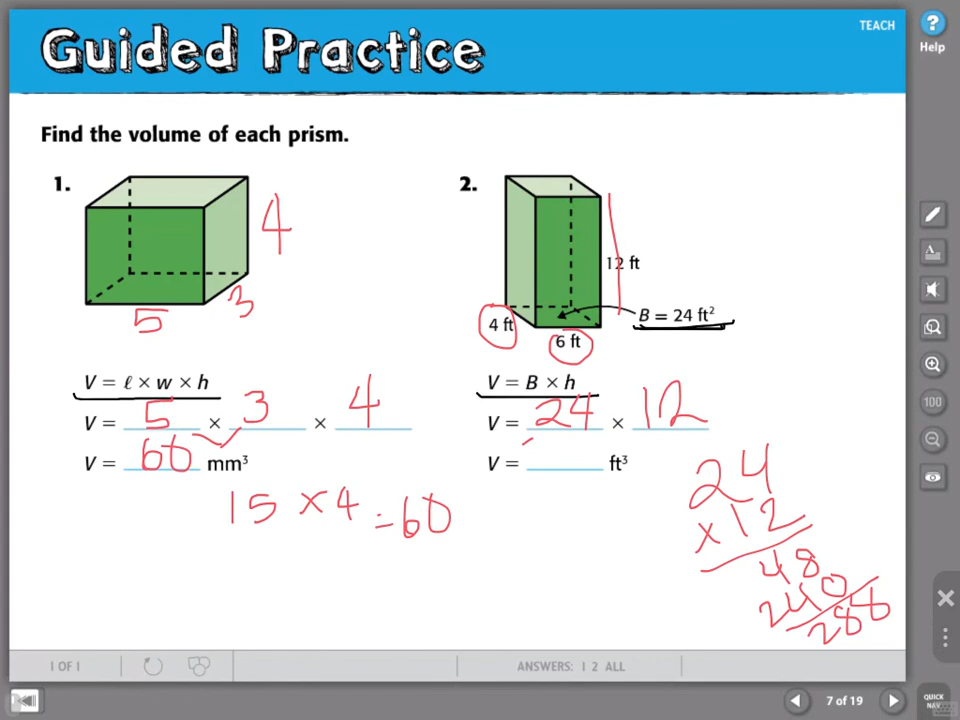 TEACH
Guided Practice
Help
Find the volume of each prism.
1.
4
3
5
2.
12 ft
B = 24 ft²
4 ft
6 ft
V = ℓ × w × h
V = 5 × 3 × 4
V = 60 mm³
15 × 4 = 60
V = B × h
V = 24 × 12
V = ft³
24
× 12
48
240
288
100
1 OF 1
ANSWERS: 1 2 ALL
7 of 19
QUICK
NAV